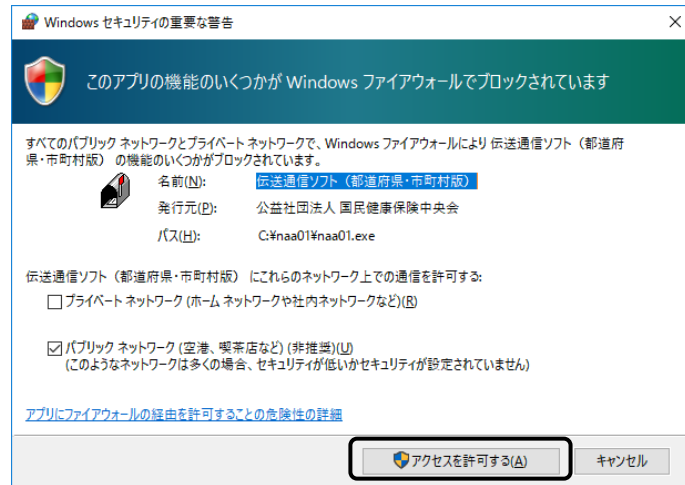 Windows セキュリティの重要な警告
このアプリの機能のいくつかが Windows ファイアウォールでブロックされています
すべてのパブリック ネットワークとプライベート ネットワークで、Windows ファイアウォールにより 伝送通信ソフト（都道府
県・市町村版） の機能のいくつかがブロックされています。
名前(N): 伝送通信ソフト（都道府県・市町村版）
発行元(P): 公益社団法人 国民健康保険中央会
パス(H): C:¥naa01¥naa01.exe
伝送通信ソフト（都道府県・市町村版） にこれらのネットワーク上での通信を許可する:
プライベート ネットワーク (ホーム ネットワークや社内ネットワークなど)(R)
パブリック ネットワーク (空港、喫茶店など) (非推奨)(U)
(このようなネットワークは多くの場合、セキュリティが低いかセキュリティが設定されていません)
アプリにファイアウォールの経由を許可することの危険性の詳細
アクセスを許可する(A) キャンセル